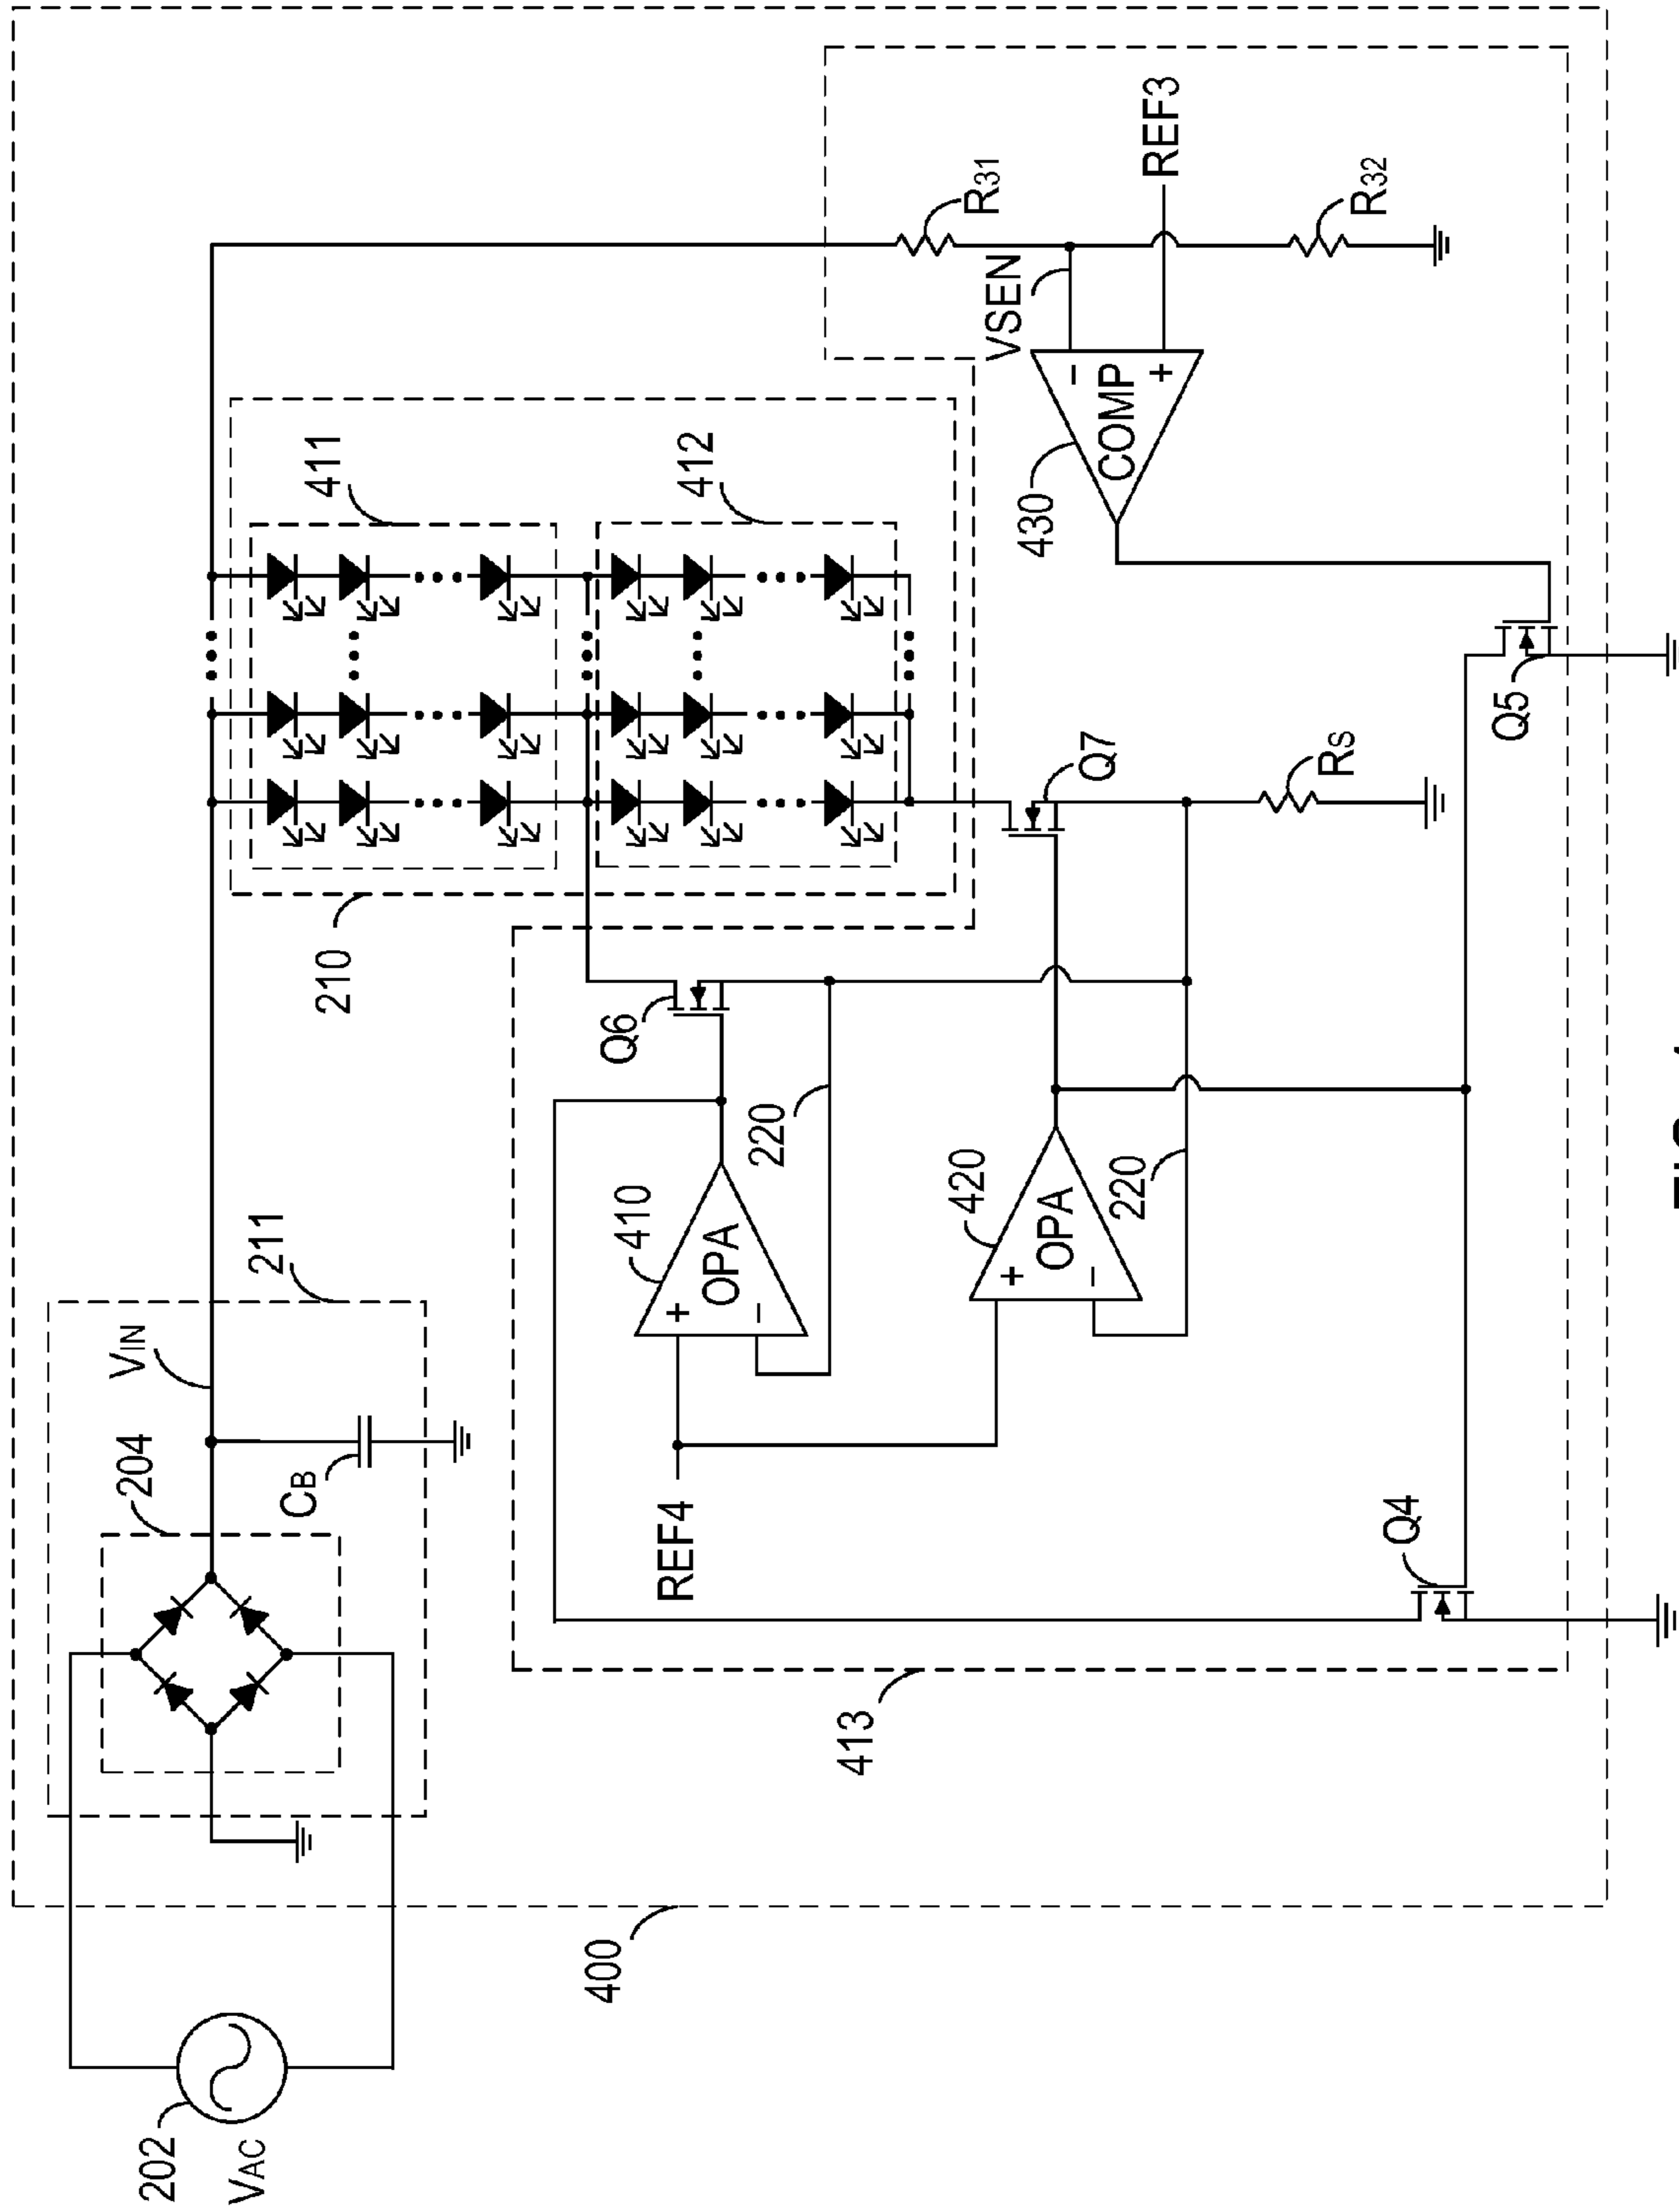 VIN
204
202
VAC
211
CB
411
210
400
Q6
410
+
REF4
412
OPA
−
220
413
420
R31
VSEN
+
430
OPA
−
−
Q7
COMP
220
+
REF3
RS
R32
Q4
Q5